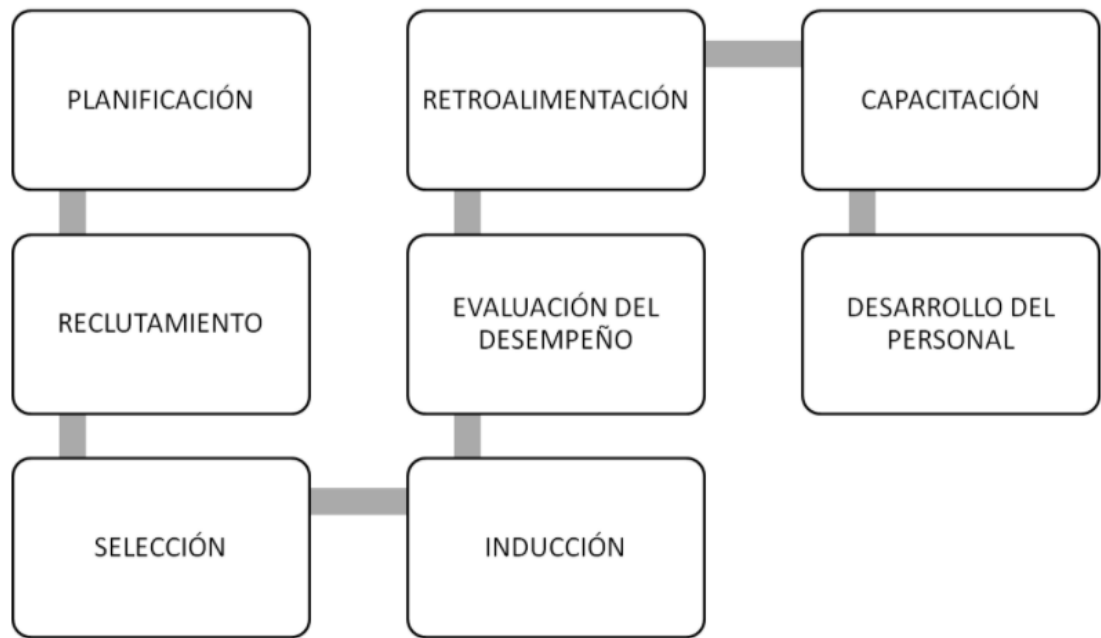 PLANIFICACIÓN
RECLUTAMIENTO
SELECCIÓN
INDUCCIÓN
EVALUACIÓN DEL
DESEMPEÑO
RETROALIMENTACIÓN
CAPACITACIÓN
DESARROLLO DEL
PERSONAL